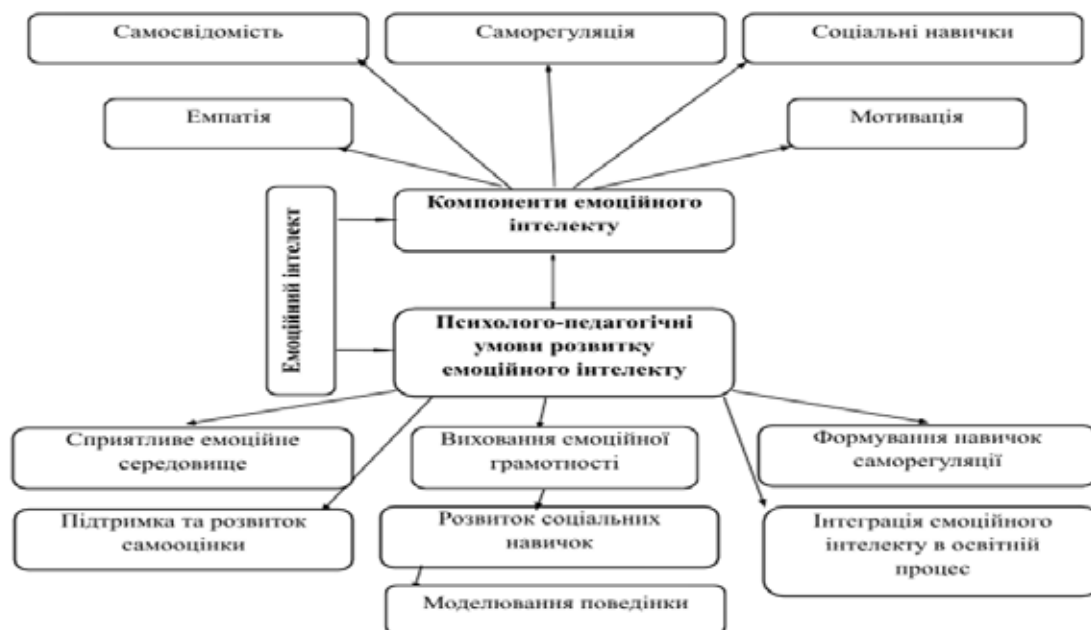 Самосвідомість
Саморегуляція
Соціальні навички
Емпатія
Мотивація
Емоційний інтелект
Компоненти емоційного
інтелекту
Психолого-педагогічні
умови розвитку
емоційного інтелекту
Сприятливе емоційне
середовище
Виховання емоційної
грамотності
Формування навичок
саморегуляції
Підтримка та розвиток
самооцінки
Розвиток соціальних
навичок
Інтеграція емоційного
інтелекту в освітній
процес
Моделювання поведінки